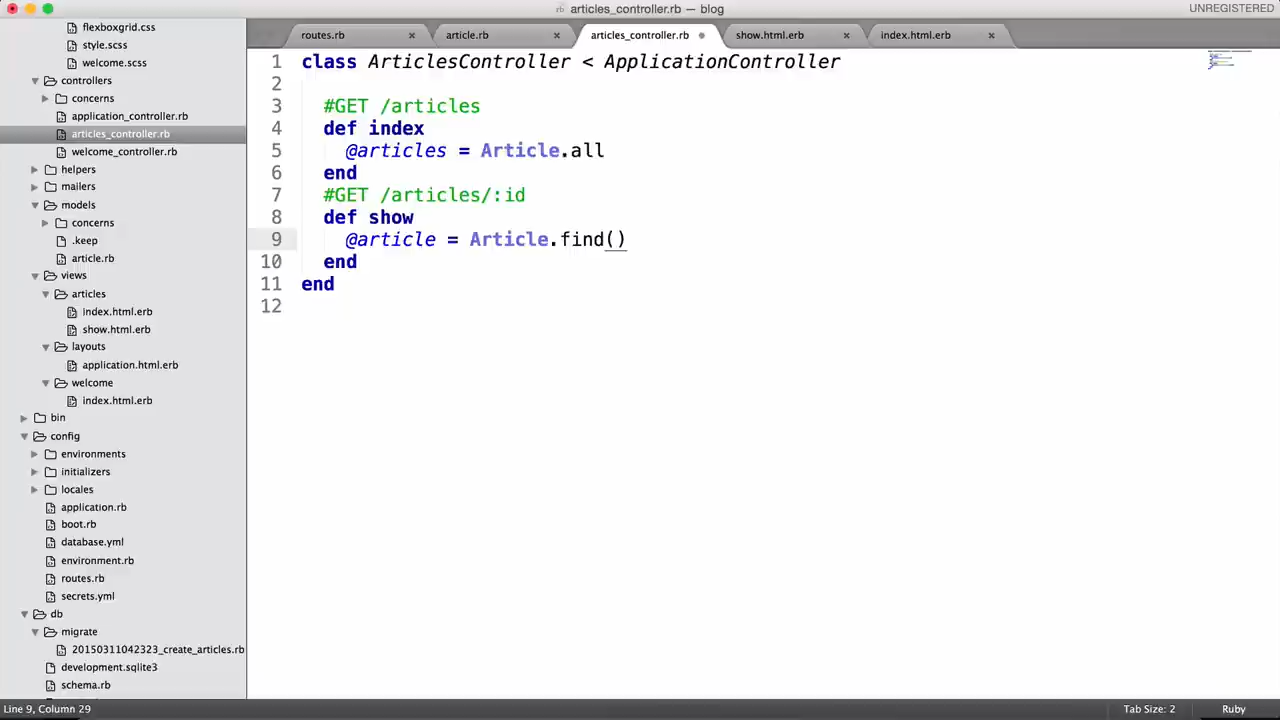 articles_controller.rb — blog
UNREGISTERED
routes.rb
article.rb
articles_controller.rb
show.html.erb
index.html.erb
flexboxgrid.css
style.scss
welcome.scss
controllers
concerns
application_controller.rb
articles_controller.rb
welcome_controller.rb
helpers
mailers
models
concerns
.keep
article.rb
views
articles
index.html.erb
show.html.erb
layouts
application.html.erb
welcome
index.html.erb
bin
config
environments
initializers
locales
application.rb
boot.rb
database.yml
environment.rb
routes.rb
secrets.yml
db
migrate
20150311042323_create_articles.rb
development.sqlite3
schema.rb
1 class ArticlesController < ApplicationController
2
3 #GET /articles
4 def index
5 @articles = Article.all
6 end
7 #GET /articles/:id
8 def show
9 @article = Article.find()
10 end
11 end
12
Line 9, Column 29
Tab Size: 2
Ruby